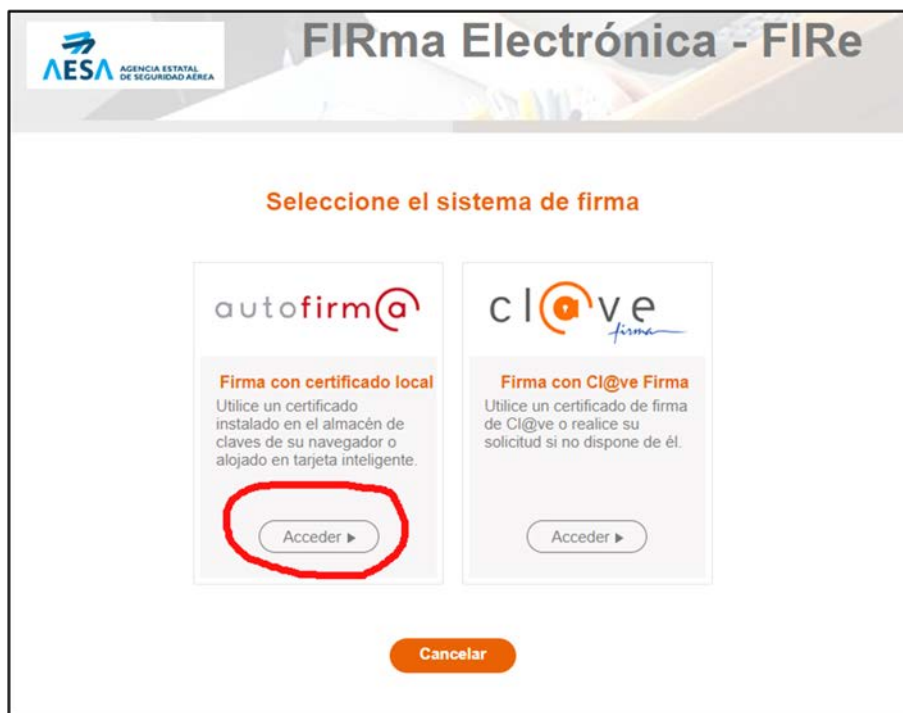 FIRma Electrónica - FIRe
AESA AGENCIA ESTATAL
DE SEGURIDAD AÉREA
Seleccione el sistema de firma
autofirm@
Firma con certificado local
Utilice un certificado
instalado en el almacén de
claves de su navegador o
alojado en tarjeta inteligente.
Acceder
cl@ve
firma
Firma con Cl@ve Firma
Utilice un certificado de firma
de Cl@ve o realice su
solicitud si no dispone de él.
Acceder
Cancelar